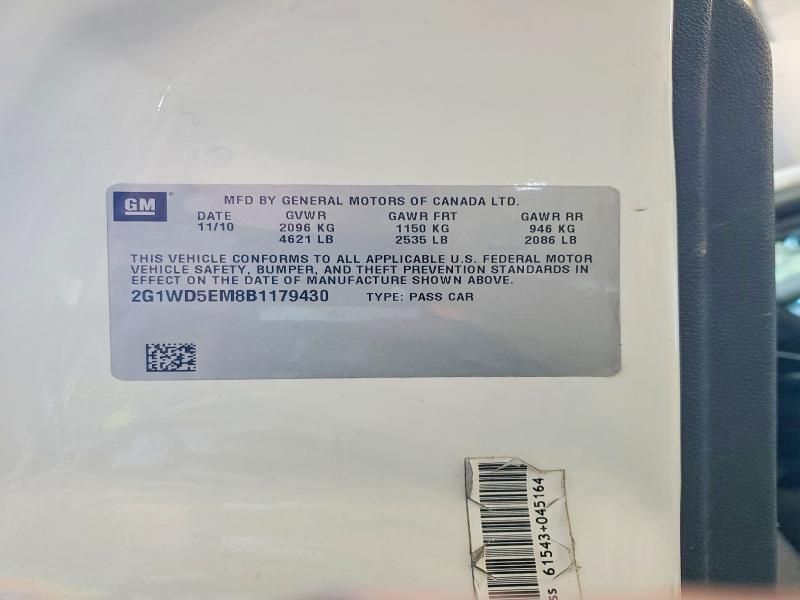 GM
MFD BY GENERAL MOTORS OF CANADA LTD.
DATE GVWR GAWR FRT GAWR RR
11/10 2096 KG 1150 KG 946 KG
4621 LB 2535 LB 2086 LB
THIS VEHICLE CONFORMS TO ALL APPLICABLE U.S. FEDERAL MOTOR
VEHICLE SAFETY, BUMPER, AND THEFT PREVENTION STANDARDS IN
EFFECT ON THE DATE OF MANUFACTURE SHOWN ABOVE.
2G1WD5EM8B1179430 TYPE: PASS CAR
61543+045164